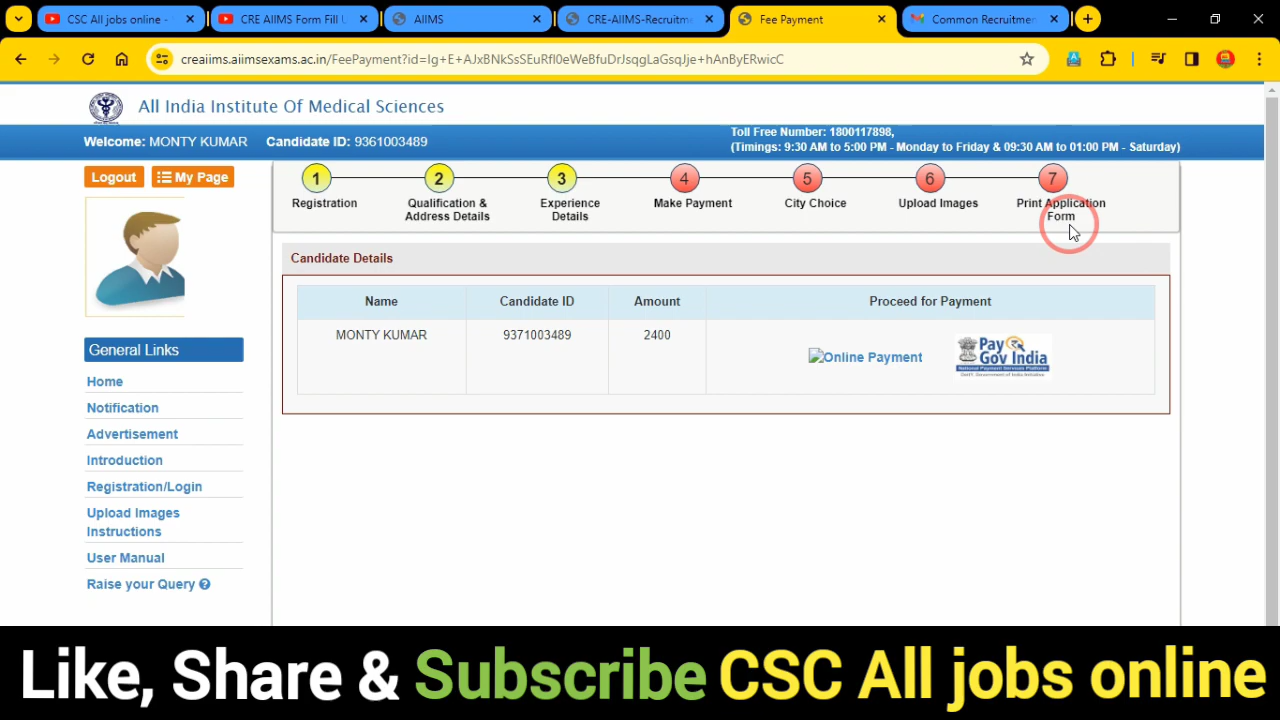 CSC All jobs online -
CRE AIIMS Form Fill
AIIMS
CRE-AIIMS-Recruitm
Fee Payment
Common Recruitmen
creaiims.aiimsexams.ac.in/FeePayment?id=Ig+E+AJxBNkSsSEuRfl0eWeBfuDrJsqgLaGsqJje+hAnByERwicC
All India Institute Of Medical Sciences
Welcome: MONTY KUMAR Candidate ID: 9361003489
Toll Free Number: 1800117898,
(Timings: 9:30 AM to 5:00 PM - Monday to Friday & 09:30 AM to 01:00 PM - Saturday)
Logout
My Page
1 2 3 4 5 6 7
Registration
Qualification &
Address Details
Experience
Details
Make Payment
City Choice
Upload Images
Print Application
Form
Candidate Details
Name Candidate ID Amount Proceed for Payment
MONTY KUMAR 9371003489 2400
Online Payment
Pay
Gov India
General Links
Home
Notification
Advertisement
Introduction
Registration/Login
Upload Images
Instructions
User Manual
Raise your Query ?
Like, Share & Subscribe CSC All jobs online